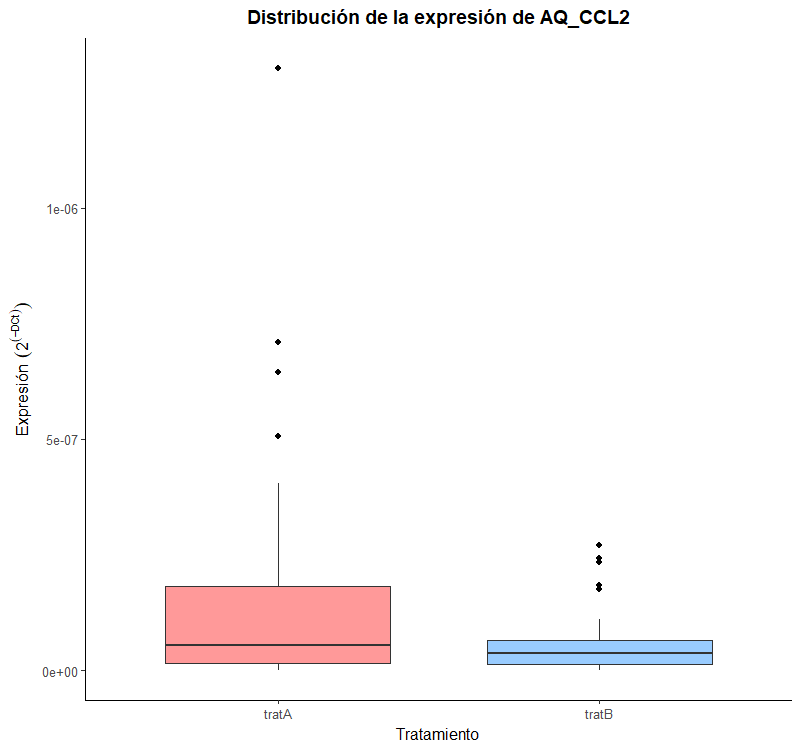 Distribución de la expresión de AQ_CCL2
Expresión (2^(−DCt))
1e-06
5e-07
0e+00
tratA
tratB
Tratamiento